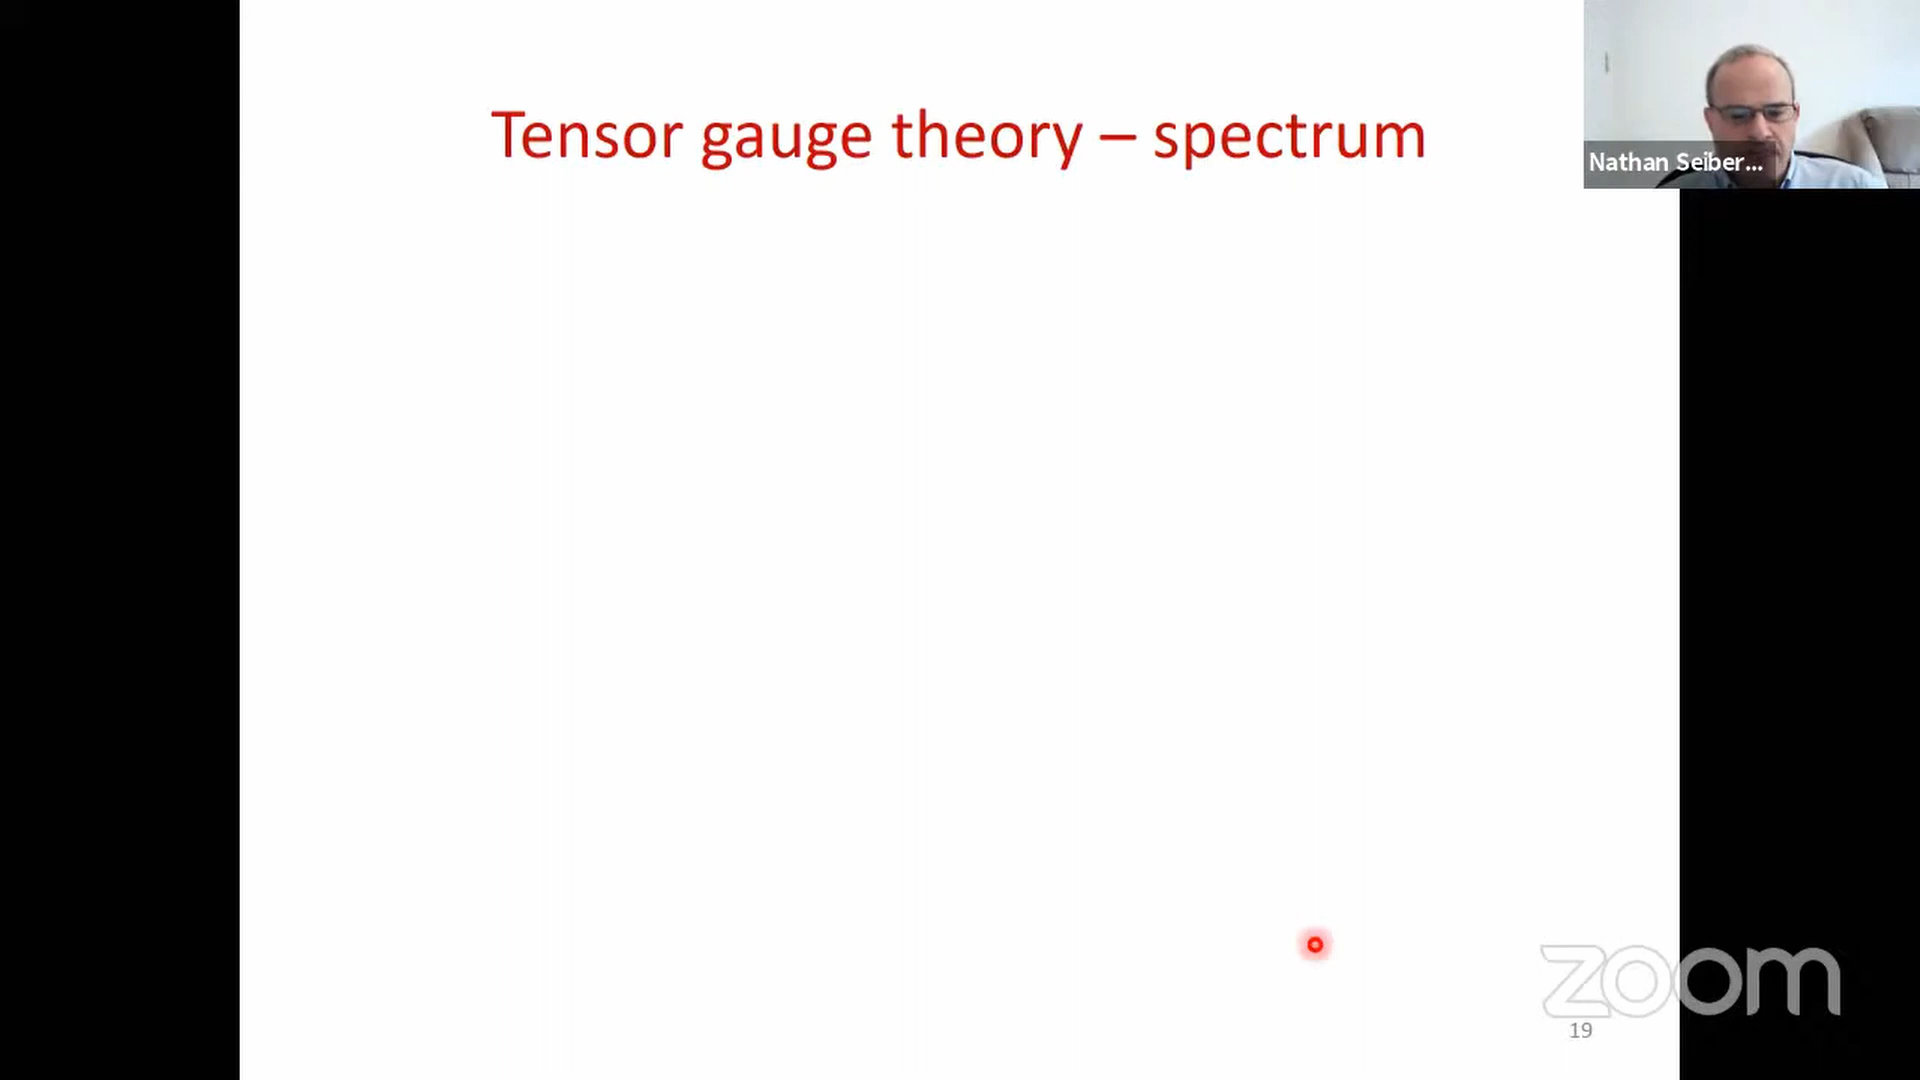 Tensor gauge theory – spectrum
Nathan Seiber...
zoom
19